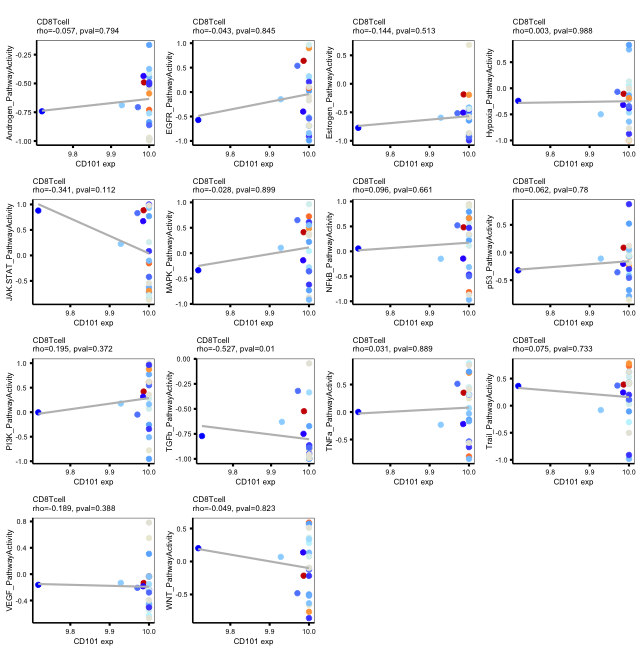 CD8Tcell
rho=-0.057, pval=0.794
Androgen_PathwayActivity
-0.25
-0.50
-0.75
-1.00
9.8
9.9
10.0
CD101 exp
CD8Tcell
rho=-0.043, pval=0.845
EGFR_PathwayActivity
1.0
0.5
0.0
-0.5
-1.0
9.8
9.9
10.0
CD101 exp
CD8Tcell
rho=-0.144, pval=0.513
Estrogen_PathwayActivity
0.5
0.0
-0.5
-1.0
9.8
9.9
10.0
CD101 exp
CD8Tcell
rho=0.003, pval=0.988
Hypoxia_PathwayActivity
0.5
0.0
-0.5
-1.0
9.8
9.9
10.0
CD101 exp
CD8Tcell
rho=-0.341, pval=0.112
JAK-STAT_PathwayActivity
1.0
0.5
0.0
-0.5
9.8
9.9
10.0
CD101 exp
CD8Tcell
rho=-0.028, pval=0.899
MAPK_PathwayActivity
1.0
0.5
0.0
-0.5
-1.0
9.8
9.9
10.0
CD101 exp
CD8Tcell
rho=0.096, pval=0.661
NFkB_PathwayActivity
1.0
0.5
0.0
-0.5
-1.0
9.8
9.9
10.0
CD101 exp
CD8Tcell
rho=0.062, pval=0.78
p53_PathwayActivity
0.5
0.0
-0.5
9.8
9.9
10.0
CD101 exp
CD8Tcell
rho=0.195, pval=0.372
PI3K_PathwayActivity
1.0
0.5
0.0
-0.5
-1.0
9.8
9.9
10.0
CD101 exp
CD8Tcell
rho=-0.527, pval=0.01
TGFb_PathwayActivity
0.00
-0.25
-0.50
-0.75
-1.00
9.8
9.9
10.0
CD101 exp
CD8Tcell
rho=0.031, pval=0.889
TNFa_PathwayActivity
0.5
0.0
-0.5
9.8
9.9
10.0
CD101 exp
CD8Tcell
rho=0.075, pval=0.733
Trail_PathwayActivity
0.5
0.0
-0.5
-1.0
9.8
9.9
10.0
CD101 exp
CD8Tcell
rho=-0.189, pval=0.388
VEGF_PathwayActivity
0.8
0.4
0.0
-0.4
9.8
9.9
10.0
CD101 exp
CD8Tcell
rho=-0.049, pval=0.823
WNT_PathwayActivity
0.5
0.0
-0.5
9.8
9.9
10.0
CD101 exp